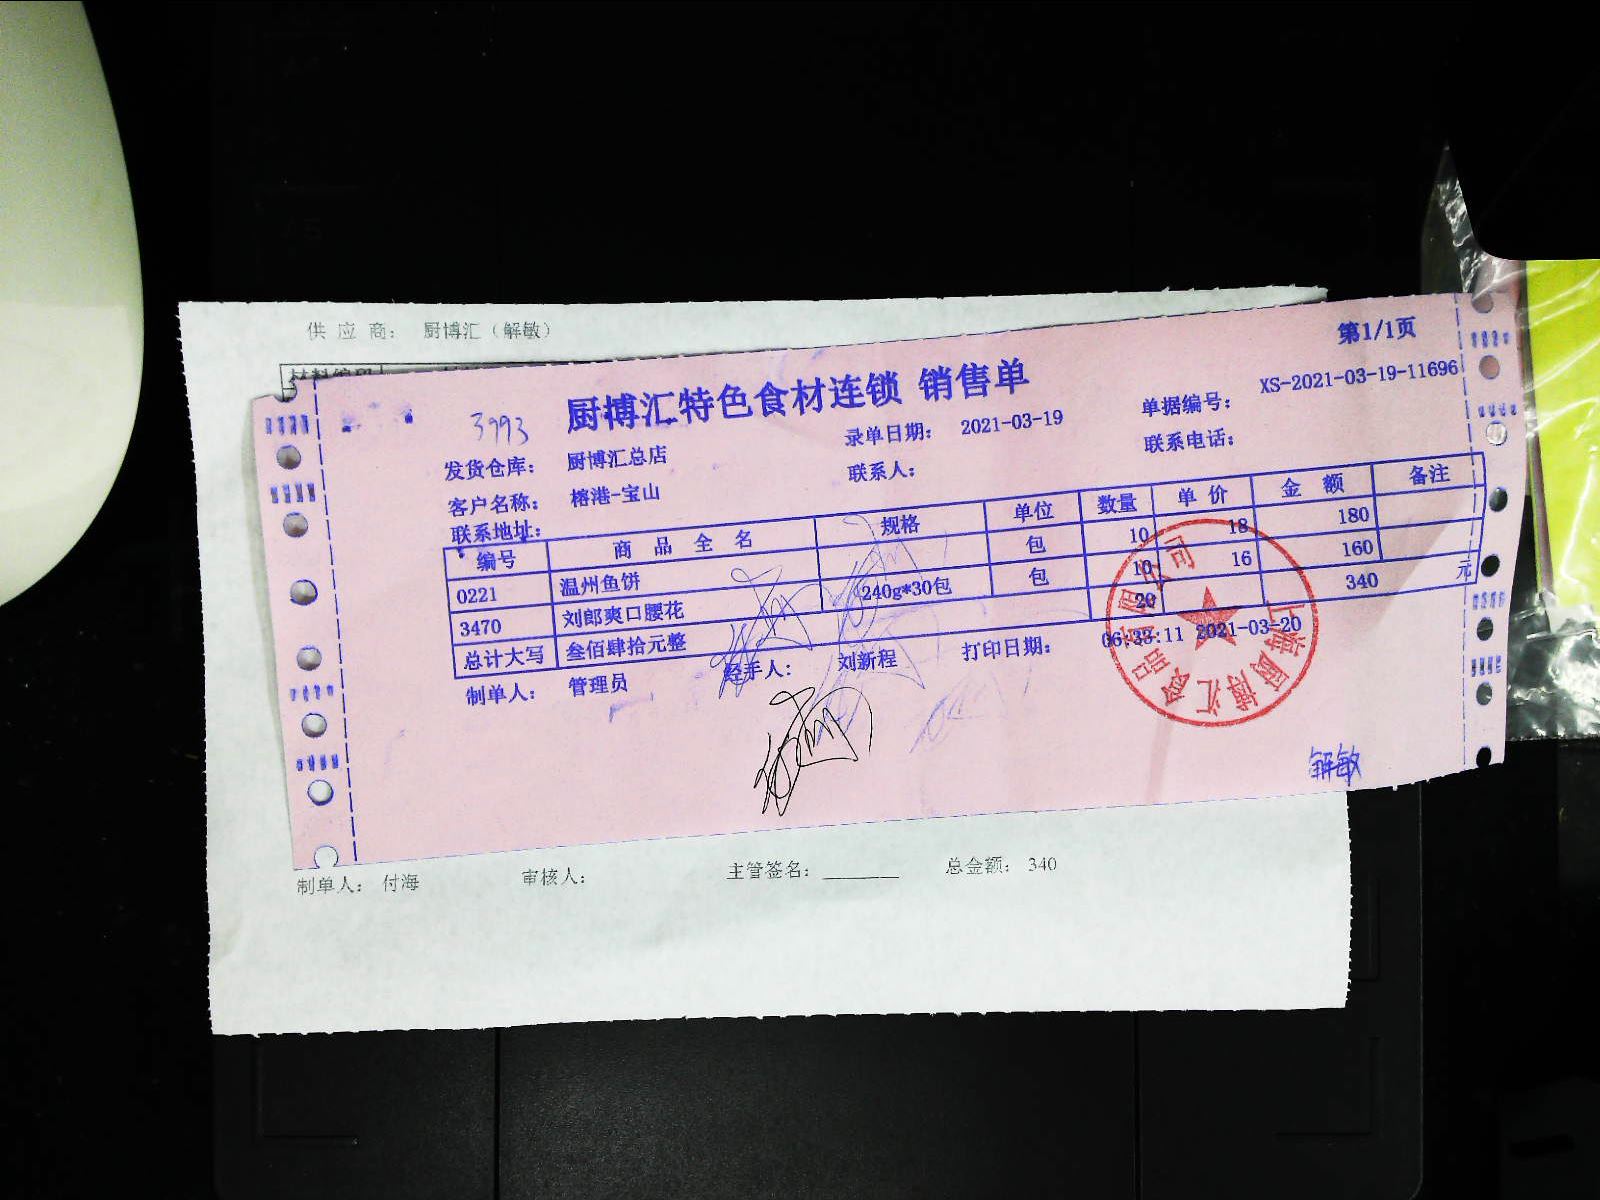 供 应 商： 厨博汇（解敏）
第1/1页
3993
厨博汇特色食材连锁 销售单
录单日期： 2021-03-19
单据编号： XS-2021-03-19-11696
发货仓库： 厨博汇总店
联系人：
联系电话：
客户名称： 榕港-宝山
联系地址：
编号 商 品 全 名 规格 单位 数量 单 价 金 额 备注
0221 温州鱼饼 包 10 18 180
3470 刘郎爽口腰花 240g*30包 包 10 16 160
总计大写 叁佰肆拾元整 20 340 元
制单人： 管理员 经手人： 刘新程 打印日期： 06:33:11 2021-03-20
解敏
制单人： 付海 审核人： 主管签名： 总金额： 340